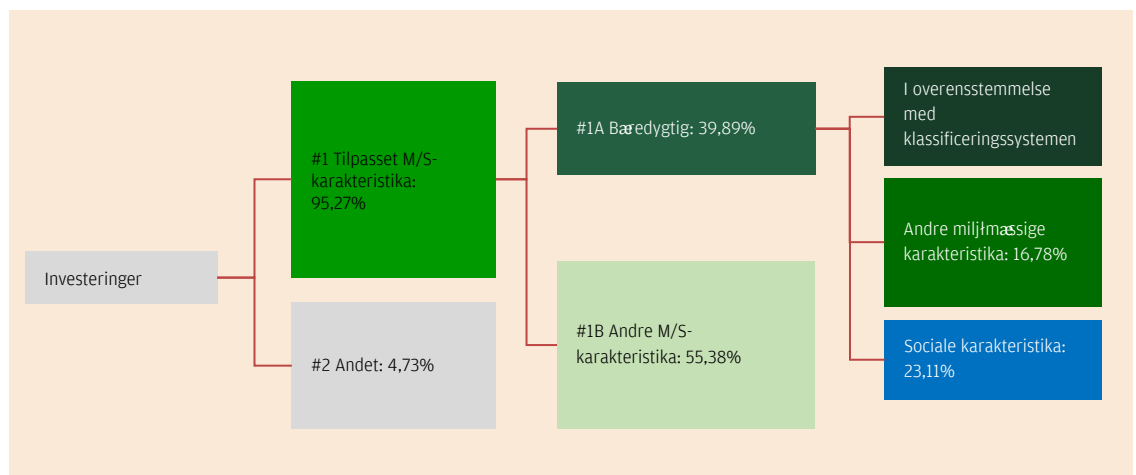 Investeringer
#1 Tilpasset M/S-
karakteristika:
95,27%
#2 Andet: 4,73%
#1A Bæredygtig: 39,89%
#1B Andre M/S-
karakteristika: 55,38%
I overensstemmelse
med
klassificeringssystemen
Andre miljłmæssige
karakteristika: 16,78%
Sociale karakteristika:
23,11%